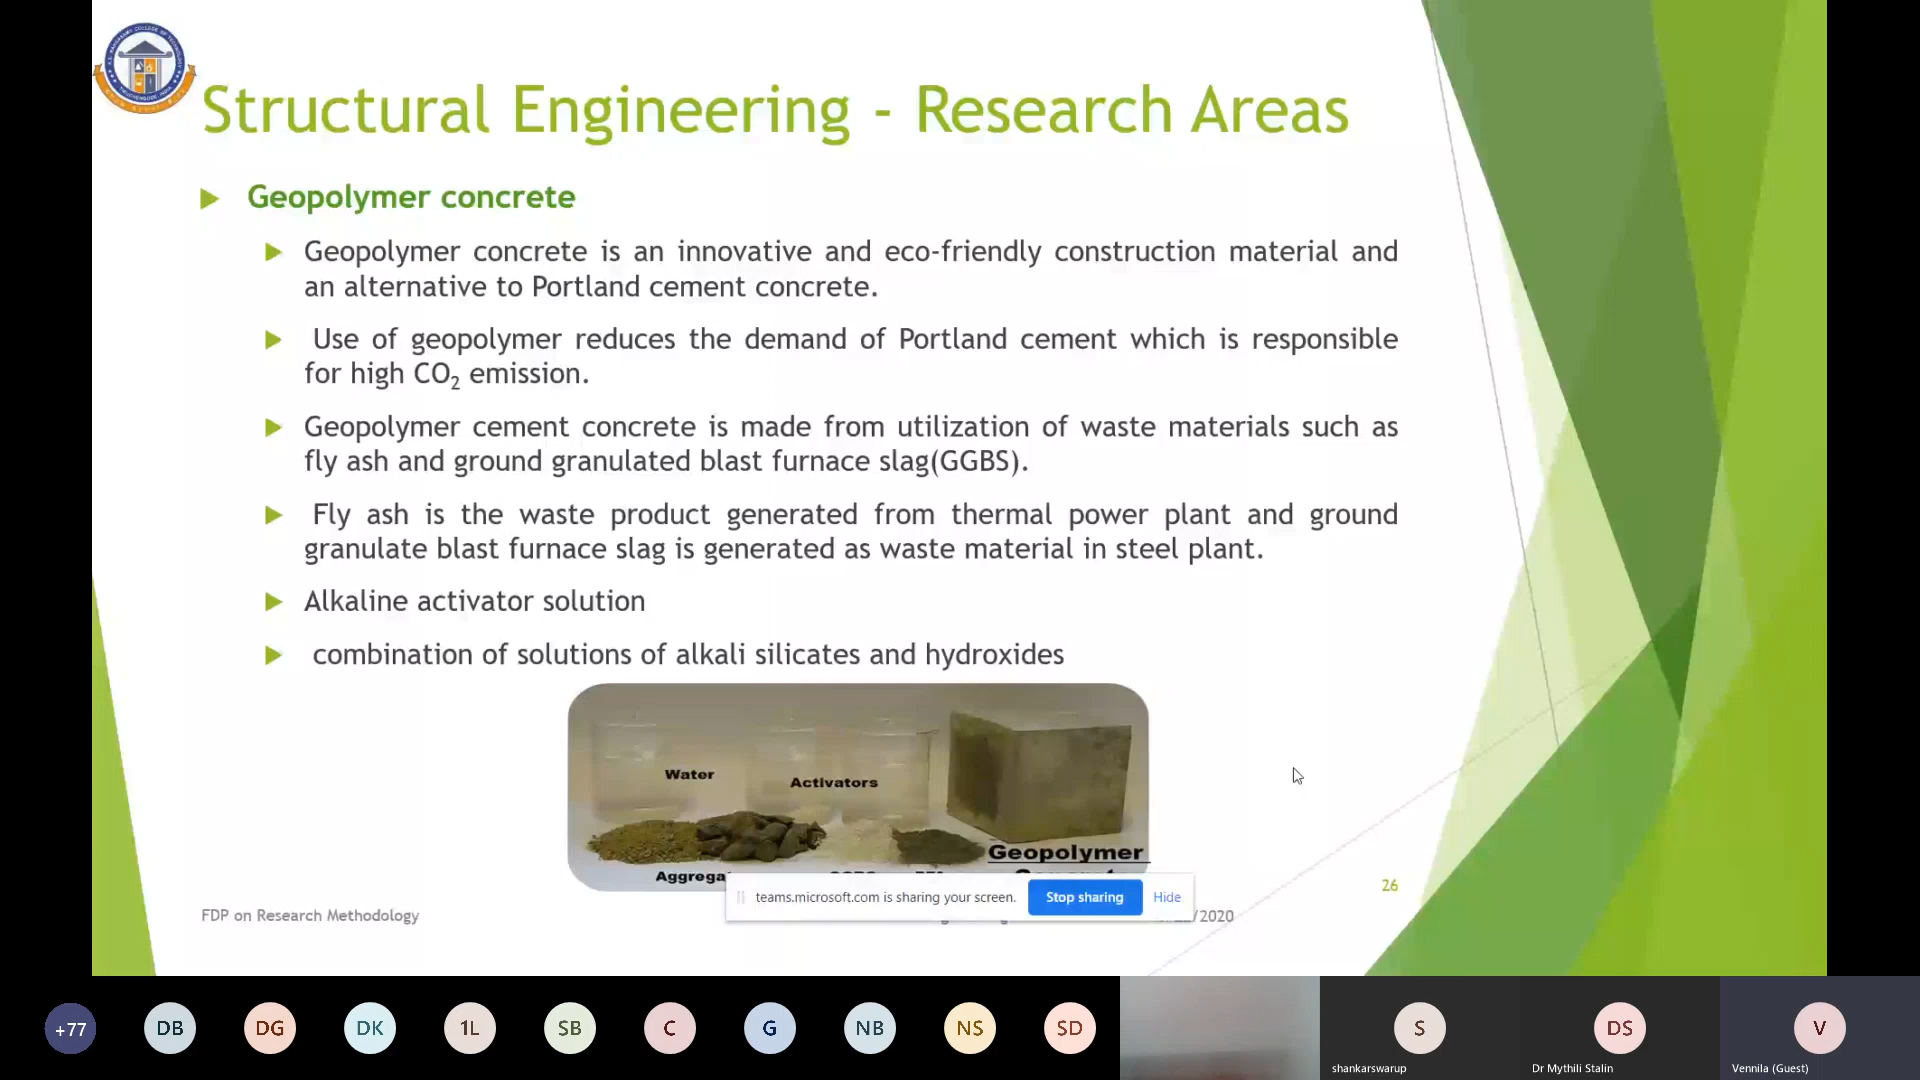 Structural Engineering - Research Areas
Geopolymer concrete
Geopolymer concrete is an innovative and eco-friendly construction material and
an alternative to Portland cement concrete.
Use of geopolymer reduces the demand of Portland cement which is responsible
for high CO₂ emission.
Geopolymer cement concrete is made from utilization of waste materials such as
fly ash and ground granulated blast furnace slag(GGBS).
Fly ash is the waste product generated from thermal power plant and ground
granulate blast furnace slag is generated as waste material in steel plant.
Alkaline activator solution
combination of solutions of alkali silicates and hydroxides
Water
Activators
Geopolymer
teams.microsoft.com is sharing your screen. Stop sharing Hide
26
FDP on Research Methodology
/2020
+77 DB DG DK 1L SB C G NB NS SD S DS V
shankarswarup Dr Mythili Stalin Vennila (Guest)